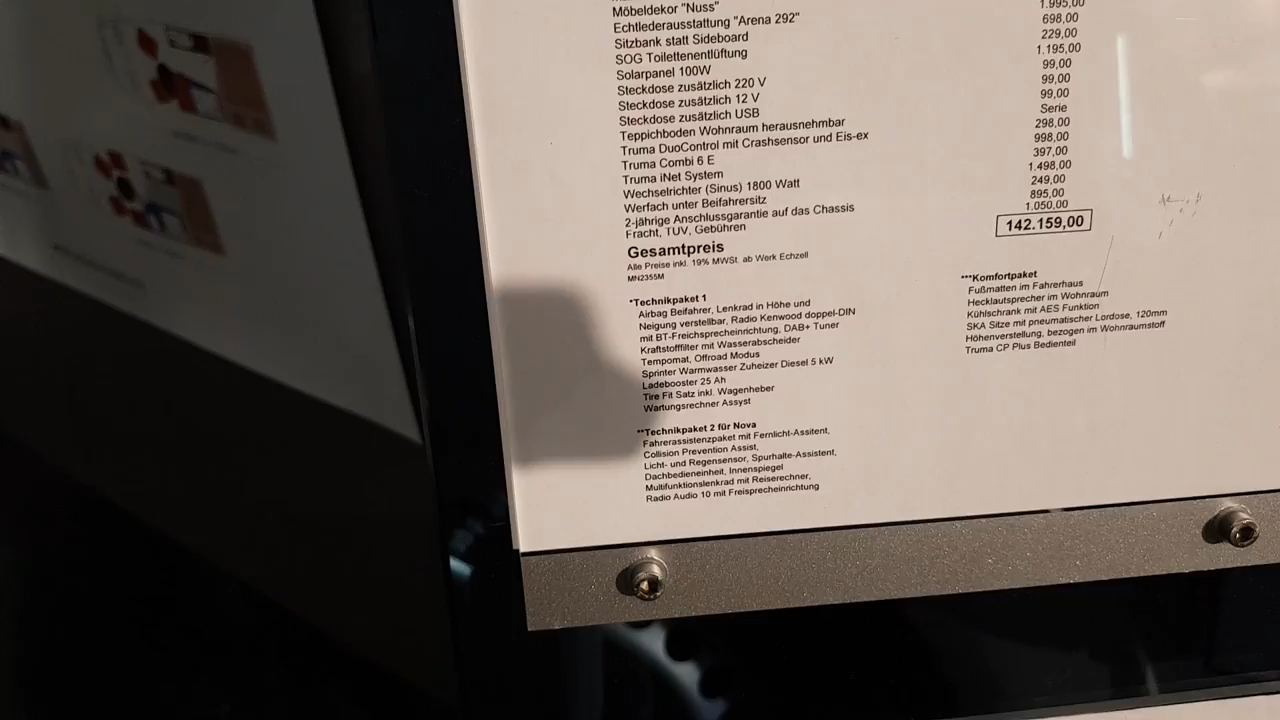 Möbeldekor "Nuss"
Echtlederausstattung "Arena 292" 1.995,00
Sitzbank statt Sideboard 698,00
SOG Toilettenentlüftung 229,00
Solarpanel 100W 1.195,00
Steckdose zusätzlich 220 V 99,00
Steckdose zusätzlich 12 V 99,00
Steckdose zusätzlich USB 99,00
Teppichboden Wohnraum herausnehmbar Serie
Truma DuoControl mit Crashsensor und Eis-ex 298,00
Truma Combi 6 E 998,00
Truma iNet System 397,00
Wechselrichter (Sinus) 1800 Watt 1.498,00
Werfach unter Beifahrersitz 249,00
2-jährige Anschlussgarantie auf das Chassis 895,00
Fracht, TÜV, Gebühren 1.050,00
Gesamtpreis 142.159,00
Alle Preise inkl. 19% MWSt. ab Werk Echzell
MN2355M
*Technikpaket 1
Airbag Beifahrer, Lenkrad in Höhe und
Neigung verstellbar, Radio Kenwood doppel-DIN
mit BT-Freichsprecheinrichtung, DAB+ Tuner
Kraftstofffilter mit Wasserabscheider
Tempomat, Offroad Modus
Sprinter Warmwasser Zuheizer Diesel 5 kW
Ladebooster 25 Ah
Tire Fit Satz inkl. Wagenheber
Wartungsrechner Assyst
**Technikpaket 2 für Nova
Fahrerassistenzpaket mit Fernlicht-Assitent,
Collision Prevention Assist,
Licht- und Regensensor, Spurhalte-Assistent,
Dachbedieneinheit, Innenspiegel
Multifunktionslenkrad mit Reiserechner,
Radio Audio 10 mit Freisprecheinrichtung
***Komfortpaket
Fußmatten im Fahrerhaus
Hecklautsprecher im Wohnraum
Kühlschrank mit AES Funktion
SKA Sitze mit pneumatischer Lordose, 120mm
Höhenverstellung, bezogen im Wohnraumstoff
Truma CP Plus Bedienteil